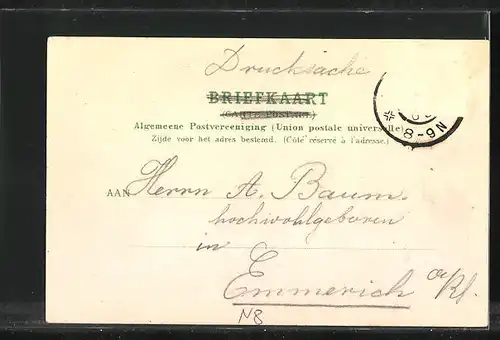 Drucksache
BRIEFKAART
(CARTE POSTALE)
Algemeene Postvereeniging (Union postale universelle)
Zijde voor het adres bestemd. (Côté réservé à l'adresse.)
8-9N
AAN Herrn A. Baum.
hochwohlgeboren
in
Emmerich a/Rh.
N8